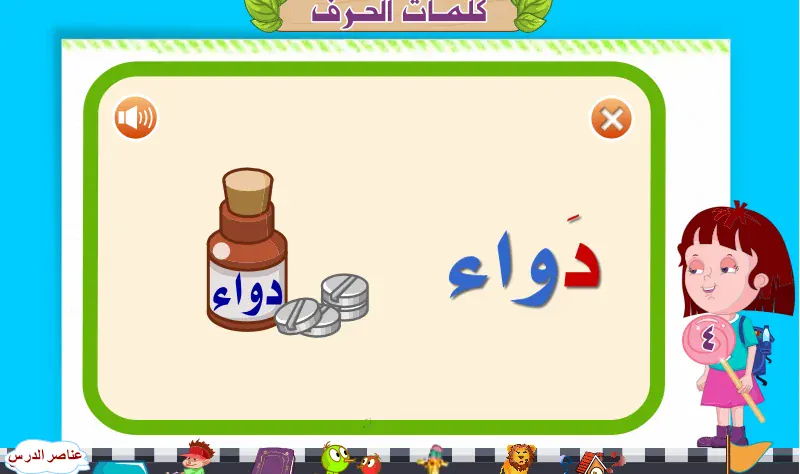 كلمات الحرف
دَواء
دواء
٤
عناصر الدرس